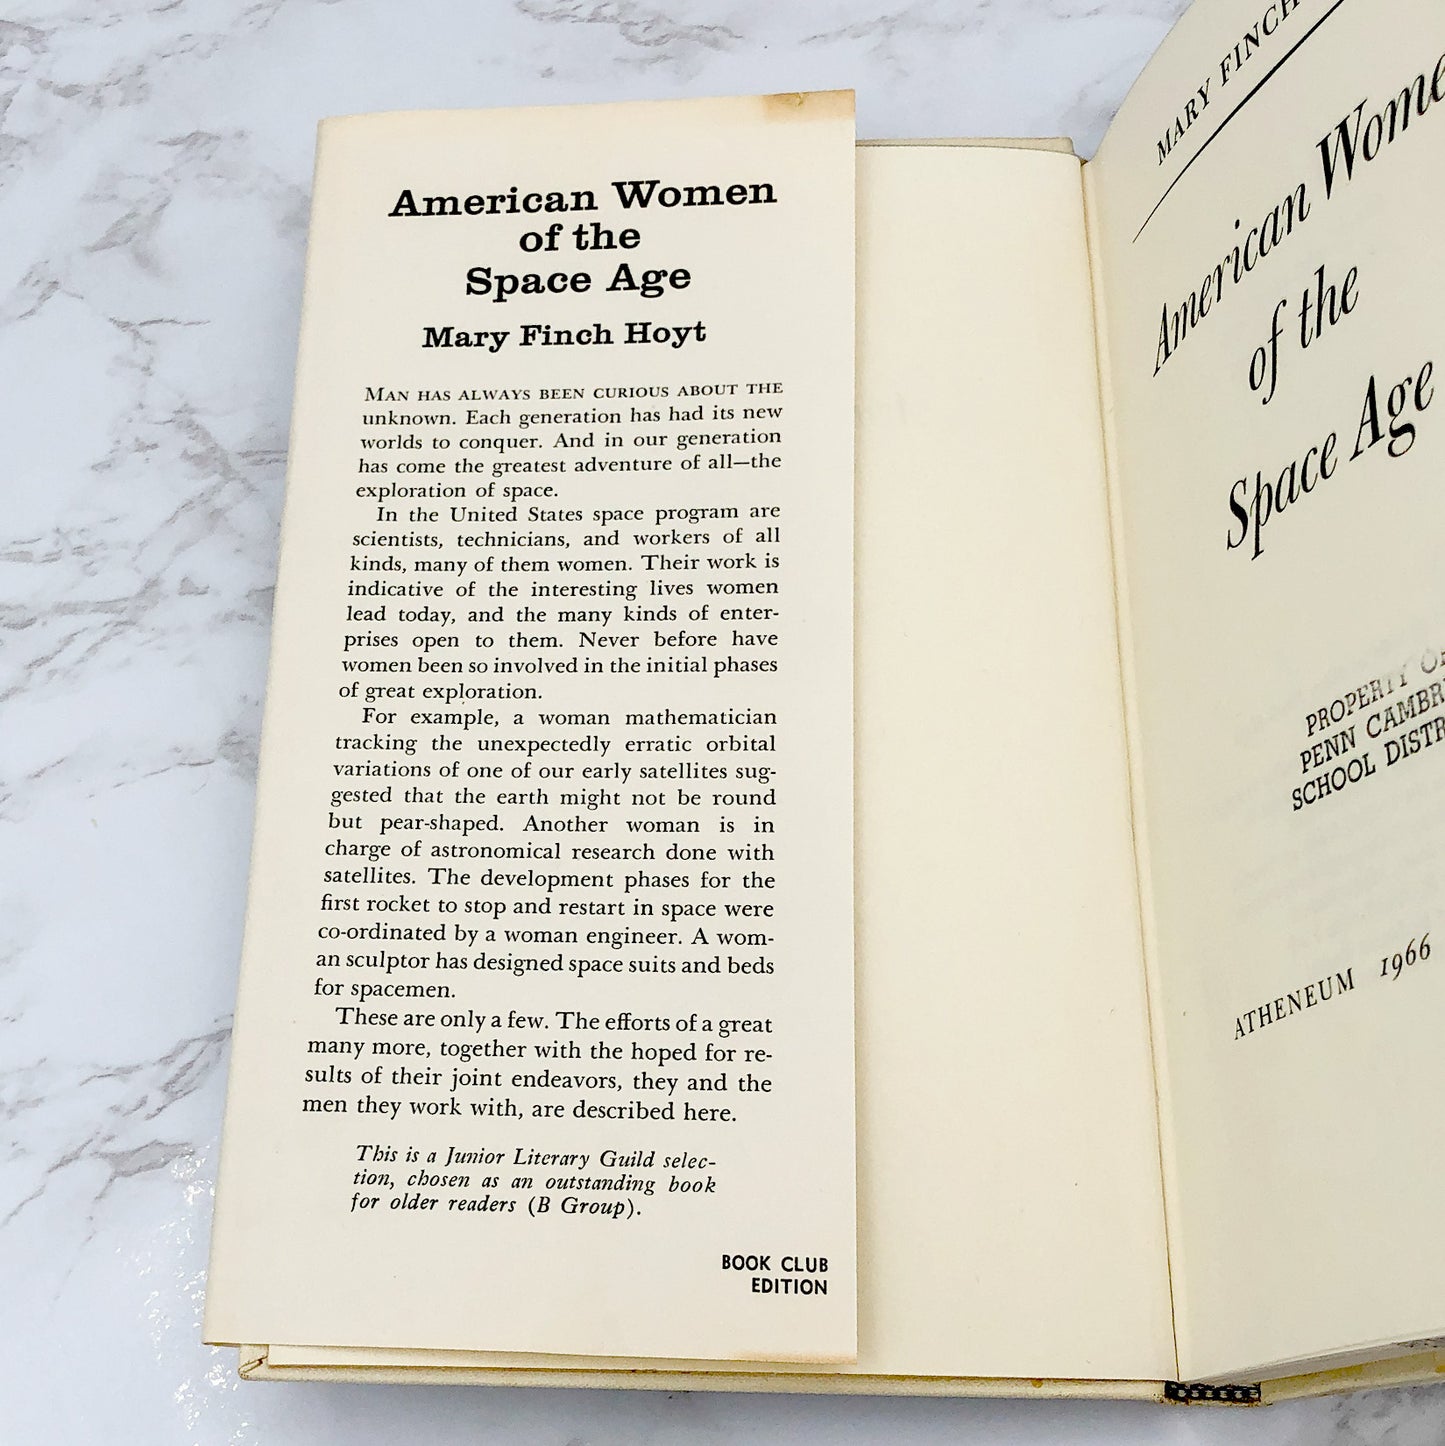 American Women
of the
Space Age
Mary Finch Hoyt
MAN HAS ALWAYS BEEN CURIOUS ABOUT THE
unknown. Each generation has had its new
worlds to conquer. And in our generation
has come the greatest adventure of all—the
exploration of space.
In the United States space program are
scientists, technicians, and workers of all
kinds, many of them women. Their work is
indicative of the interesting lives women
lead today, and the many kinds of enter-
prises open to them. Never before have
women been so involved in the initial phases
of great exploration.
For example, a woman mathematician
tracking the unexpectedly erratic orbital
variations of one of our early satellites sug-
gested that the earth might not be round
but pear-shaped. Another woman is in
charge of astronomical research done with
satellites. The development phases for the
first rocket to stop and restart in space were
co-ordinated by a woman engineer. A wom-
an sculptor has designed space suits and beds
for spacemen.
These are only a few. The efforts of a great
many more, together with the hoped for re-
sults of their joint endeavors, they and the
men they work with, are described here.
This is a Junior Literary Guild selec-
tion, chosen as an outstanding book
for older readers (B Group).
BOOK CLUB
EDITION
MARY FINCH
American Wome
of the
Space Age
PROPERTY OF
PENN CAMBR
SCHOOL DISTR
ATHENEUM 1966